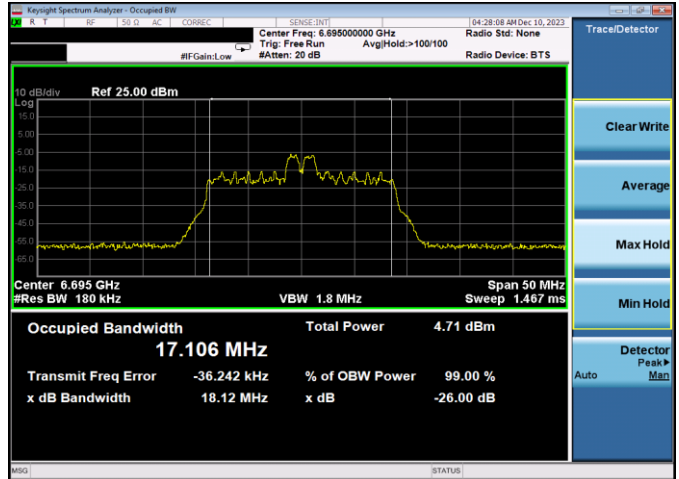 Keysight Spectrum Analyzer - Occupied BW
R T RF 50 Ω AC CORREC SENSE:INT 04:28:08 AM Dec 10, 2023
Center Freq: 6.695000000 GHz Radio Std: None
Trig: Free Run Avg|Hold:>100/100
#IFGain:Low #Atten: 20 dB Radio Device: BTS
Trace/Detector
10 dB/div Ref 25.00 dBm
Log
15.0
5.00
-5.00
-15.0
-25.0
-35.0
-45.0
-55.0
-65.0
Center 6.695 GHz Span 50 MHz
#Res BW 180 kHz VBW 1.8 MHz Sweep 1.467 ms
Occupied Bandwidth Total Power 4.71 dBm
17.106 MHz
Transmit Freq Error -36.242 kHz % of OBW Power 99.00 %
x dB Bandwidth 18.12 MHz x dB -26.00 dB
Clear Write
Average
Max Hold
Min Hold
Detector
Peak▶
Auto Man
MSG STATUS